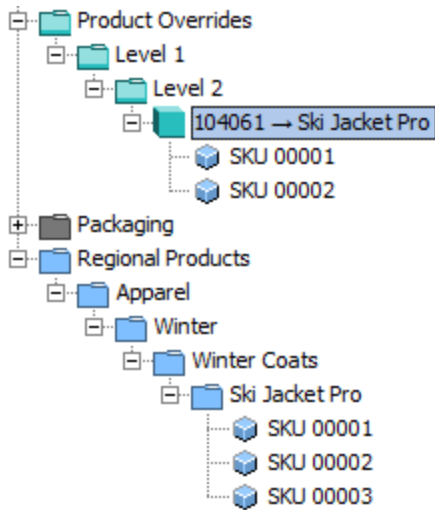 Product Overrides
Level 1
Level 2
104061 → Ski Jacket Pro
SKU 00001
SKU 00002
Packaging
Regional Products
Apparel
Winter
Winter Coats
Ski Jacket Pro
SKU 00001
SKU 00002
SKU 00003